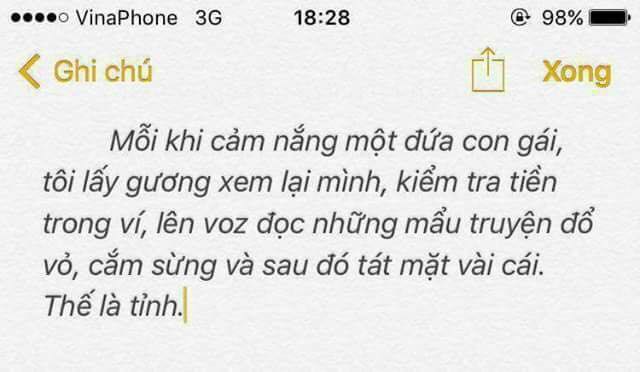 VinaPhone 3G 18:28 98%
Ghi chú Xong
Mỗi khi cảm nắng một đứa con gái,
tôi lấy gương xem lại mình, kiểm tra tiền
trong ví, lên voz đọc những mẩu truyện đổ
vỏ, cắm sừng và sau đó tát mặt vài cái.
Thế là tỉnh.